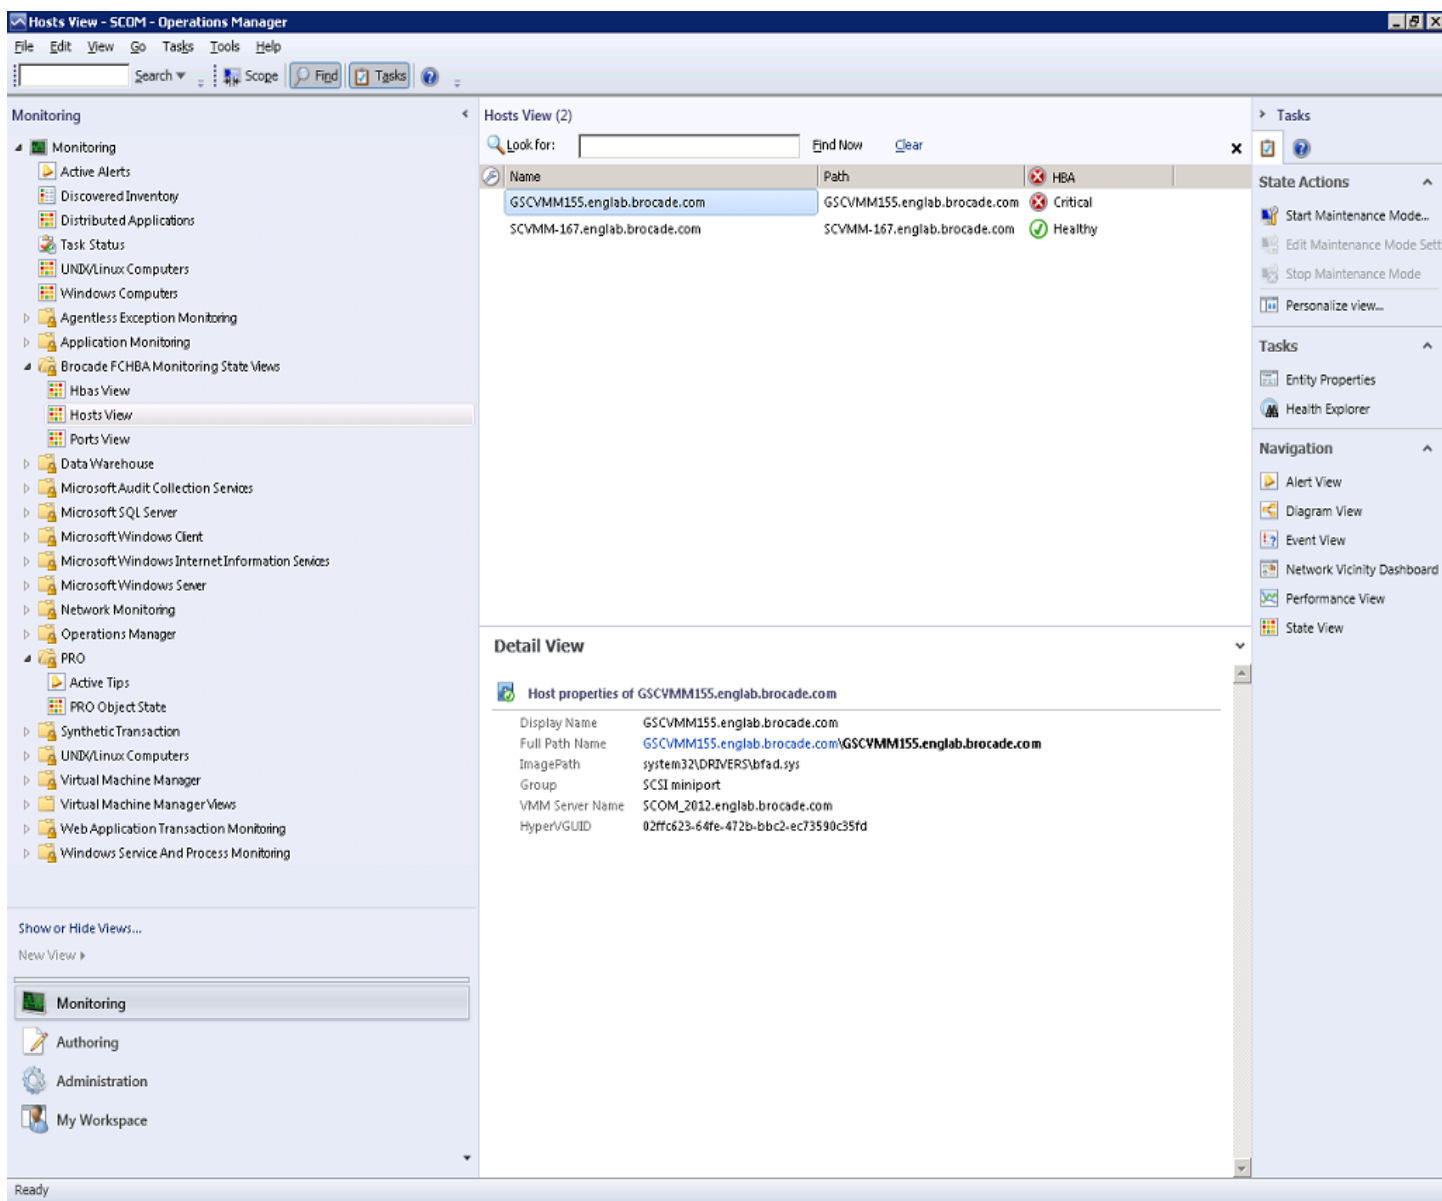 Hosts View - SCOM - Operations Manager
File Edit View Go Tasks Tools Help
Search Scope Find Tasks
Monitoring
Monitoring
Active Alerts
Discovered Inventory
Distributed Applications
Task Status
UNIX/Linux Computers
Windows Computers
Agentless Exception Monitoring
Application Monitoring
Brocade FCHBA Monitoring State Views
Hbas View
Hosts View
Ports View
Data Warehouse
Microsoft Audit Collection Services
Microsoft SQL Server
Microsoft Windows Client
Microsoft Windows Internet Information Services
Microsoft Windows Server
Network Monitoring
Operations Manager
PRO
Active Tips
PRO Object State
Synthetic Transaction
UNIX/Linux Computers
Virtual Machine Manager
Virtual Machine Manager Views
Web Application Transaction Monitoring
Windows Service And Process Monitoring
Show or Hide Views...
New View
Monitoring
Authoring
Administration
My Workspace
Hosts View (2)
Look for: Find Now Clear
Name Path HBA
GSCVMM155.englab.brocade.com GSCVMM155.englab.brocade.com Critical
SCVMM-167.englab.brocade.com SCVMM-167.englab.brocade.com Healthy
Detail View
Host properties of GSCVMM155.englab.brocade.com
Display Name GSCVMM155.englab.brocade.com
Full Path Name GSCVMM155.englab.brocade.com\GSCVMM155.englab.brocade.com
ImagePath system32\DRIVERS\bfad.sys
Group SCSI miniport
VMM Server Name SCOM_2012.englab.brocade.com
HyperVGUID 02ffc623-64fe-472b-bbc2-ec73590c35fd
Tasks
State Actions
Start Maintenance Mode...
Edit Maintenance Mode Sett
Stop Maintenance Mode
Personalize view...
Tasks
Entity Properties
Health Explorer
Navigation
Alert View
Diagram View
Event View
Network Vicinity Dashboard
Performance View
State View
Ready